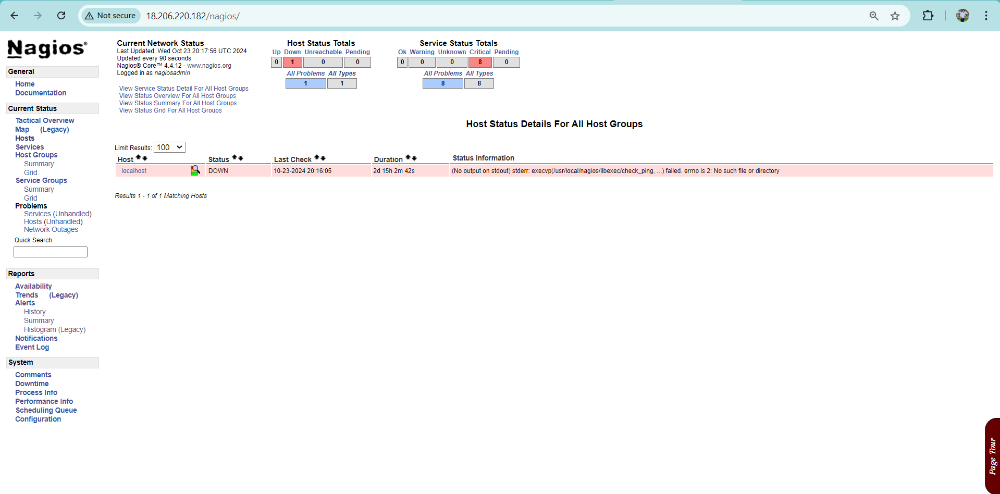 Not secure 18.206.220.182/nagios/
Nagios®
General
Home
Documentation
Current Status
Tactical Overview
Map (Legacy)
Hosts
Services
Host Groups
Summary
Grid
Service Groups
Summary
Grid
Problems
Services (Unhandled)
Hosts (Unhandled)
Network Outages
Quick Search:
Reports
Availability
Trends (Legacy)
Alerts
History
Summary
Histogram (Legacy)
Notifications
Event Log
System
Comments
Downtime
Process Info
Performance Info
Scheduling Queue
Configuration
Current Network Status
Last Updated: Wed Oct 23 20:17:56 UTC 2024
Updated every 90 seconds
Nagios® Core™ 4.4.12 - www.nagios.org
Logged in as nagiosadmin
View Service Status Detail For All Host Groups
View Status Overview For All Host Groups
View Status Summary For All Host Groups
View Status Grid For All Host Groups
Host Status Totals
Up Down Unreachable Pending
0 1 0 0
All Problems All Types
1 1
Service Status Totals
Ok Warning Unknown Critical Pending
0 0 0 8 0
All Problems All Types
8 8
Host Status Details For All Host Groups
Limit Results: 100
Host Status Last Check Duration Status Information
localhost DOWN 10-23-2024 20:16:05 2d 15h 2m 42s (No output on stdout) stderr: execvp(/usr/local/nagios/libexec/check_ping, ...) failed. errno is 2: No such file or directory
Results 1 - 1 of 1 Matching Hosts
Page Tour